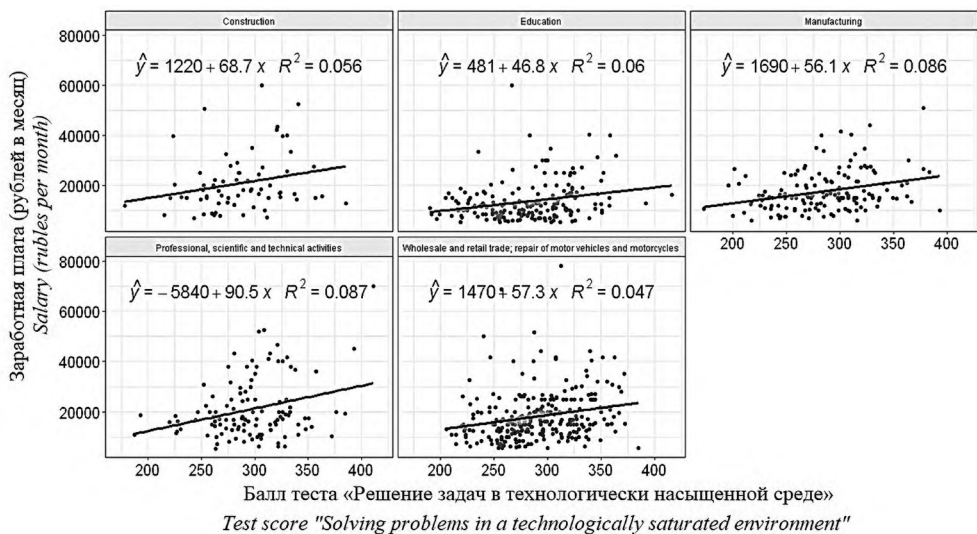 Construction
Education
Manufacturing
80000
60000
40000
20000
ŷ = 1220 + 68.7 x R² = 0.056
ŷ = 481 + 46.8 x R² = 0.06
ŷ = 1690 + 56.1 x R² = 0.086
Professional, scientific and technical activities
Wholesale and retail trade; repair of motor vehicles and motorcycles
200 250 300 350 400
80000
60000
40000
20000
ŷ = − 5840 + 90.5 x R² = 0.087
ŷ = 1470 + 57.3 x R² = 0.047
200 250 300 350 400
200 250 300 350 400
Заработная плата (рублей в месяц)
Salary (rubles per month)
Балл теста «Решение задач в технологически насыщенной среде»
Test score "Solving problems in a technologically saturated environment"